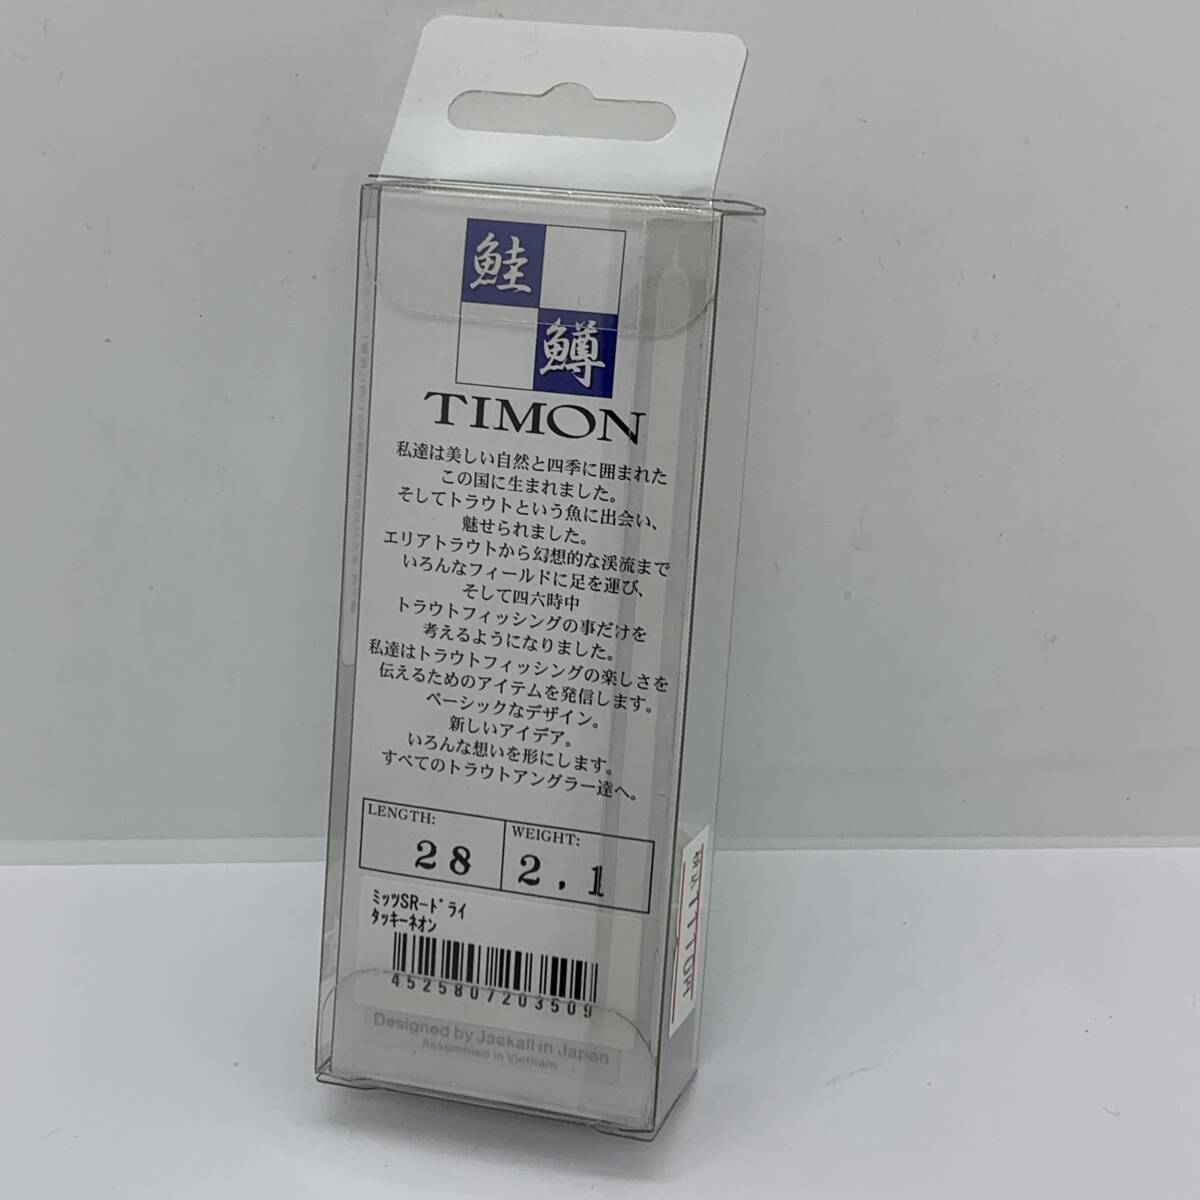 鮭
鱒
TIMON
私達は美しい自然と四季に囲まれた
この国に生まれました。
そしてトラウトという魚に出会い、
魅せられました。
エリアトラウトから幻想的な渓流まで
いろんなフィールドに足を運び、
そして四六時中
トラウトフィッシングの事だけを
考えるようになりました。
私達はトラウトフィッシングの楽しさを
伝えるためのアイテムを発信します。
ベーシックなデザイン。
新しいアイデア。
いろんな想いを形にします。
すべてのトラウトアングラー達へ。
LENGTH:
28
WEIGHT:
2.1
ﾐｯﾂSR-ﾄﾞﾗｲ
ﾀｯｷｰﾈｵﾝ
4525807203509
Designed by Jackall in Japan
Assembled in Vietnam